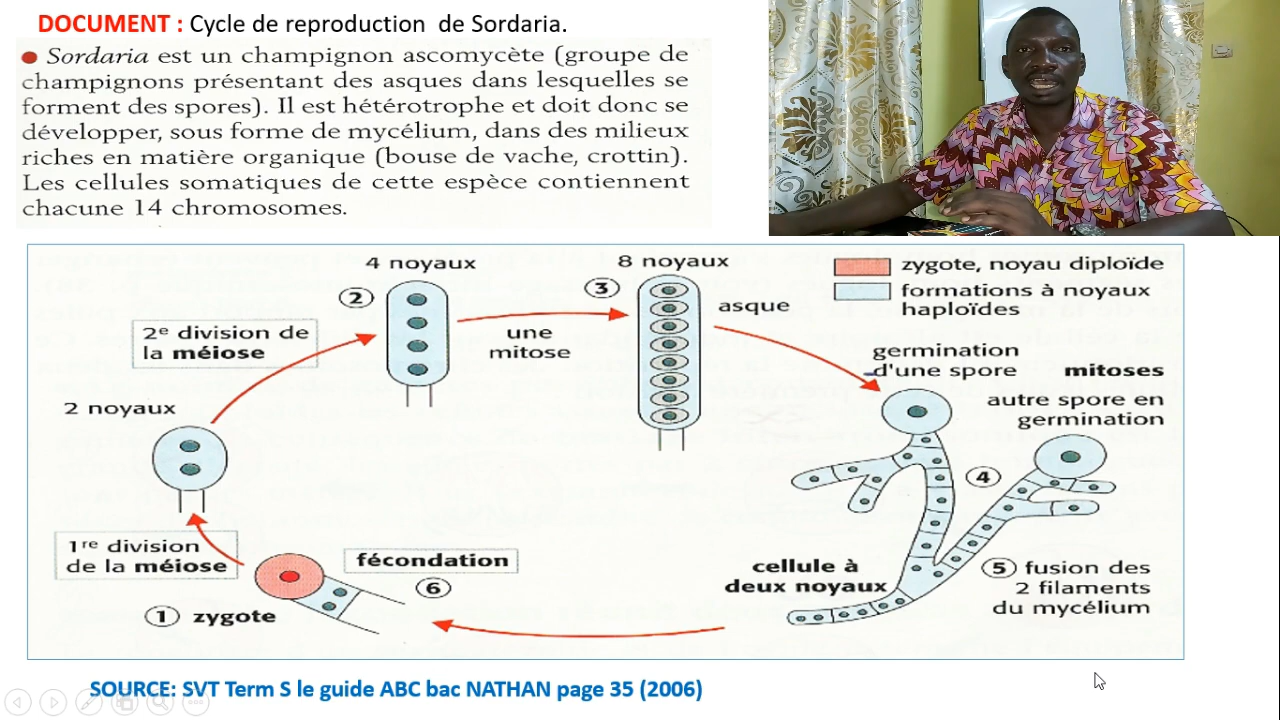 DOCUMENT : Cycle de reproduction de Sordaria.
● Sordaria est un champignon ascomycète (groupe de
champignons présentant des asques dans lesquelles se
forment des spores). Il est hétérotrophe et doit donc se
développer, sous forme de mycélium, dans des milieux
riches en matière organique (bouse de vache, crottin).
Les cellules somatiques de cette espèce contiennent
chacune 14 chromosomes.
4 noyaux
2
8 noyaux
3
asque
zygote, noyau diploïde
formations à noyaux
haploïdes
2e division de
la méiose
une
mitose
germination
d'une spore
mitoses
autre spore en
germination
2 noyaux
4
1re division
de la méiose
fécondation
6
1 zygote
cellule à
deux noyaux
5 fusion des
2 filaments
du mycélium
SOURCE: SVT Term S le guide ABC bac NATHAN page 35 (2006)